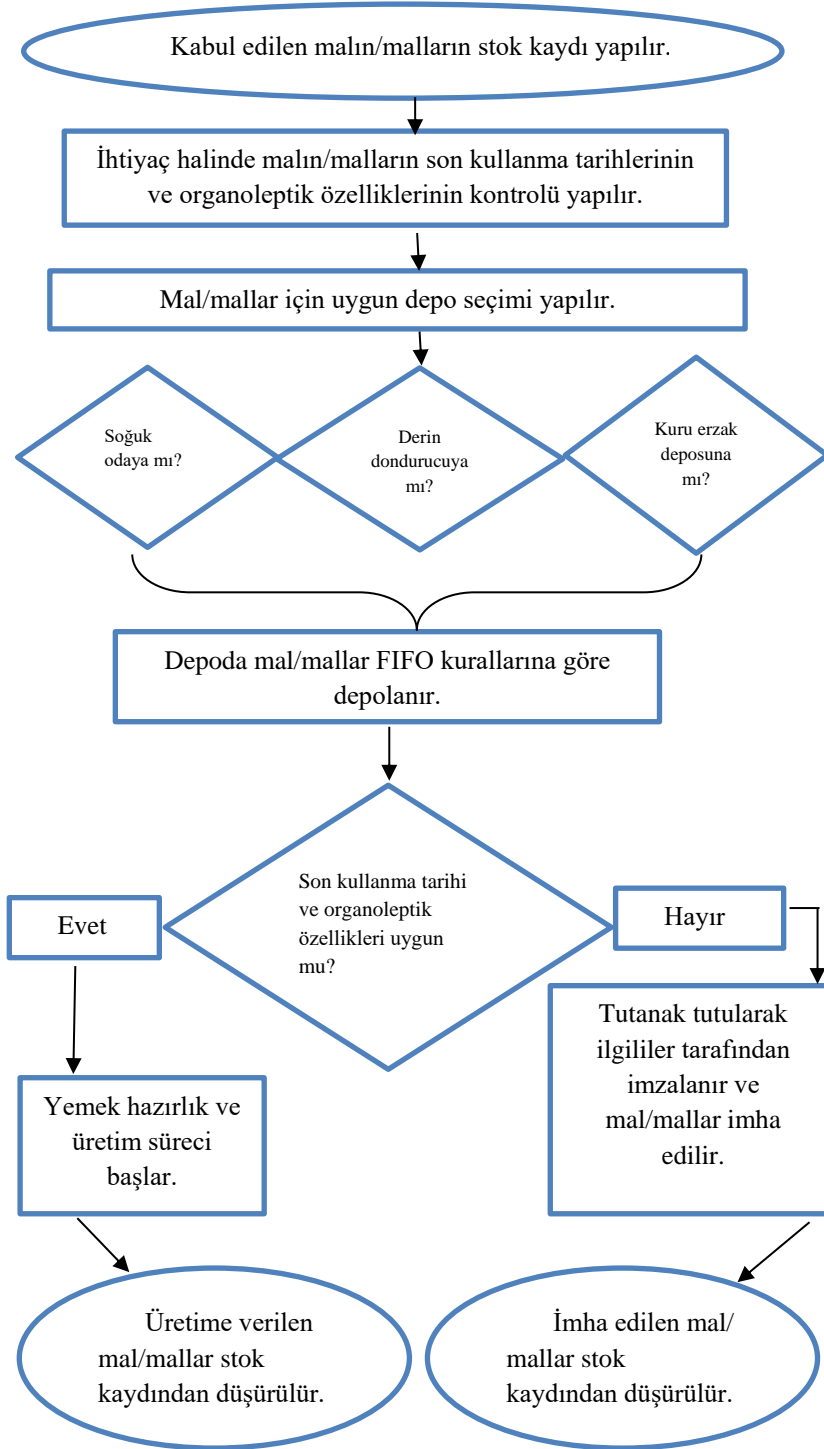 Kabul edilen malın/malların stok kaydı yapılır.
İhtiyaç halinde malın/malların son kullanma tarihlerinin
ve organoleptik özelliklerinin kontrolü yapılır.
Mal/mallar için uygun depo seçimi yapılır.
Soğuk
odaya mı?
Derin
dondurucuya
mı?
Kuru erzak
deposuna
mı?
Depoda mal/mallar FIFO kurallarına göre
depolanır.
Son kullanma tarihi
ve organoleptik
özellikleri uygun
mu?
Evet
Hayır
Tutanak tutularak
ilgililer tarafından
imzalanır ve
mal/mallar imha
edilir.
Yemek hazırlık ve
üretim süreci
başlar.
Üretime verilen
mal/mallar stok
kaydından düşürülür.
İmha edilen mal/
mallar stok
kaydından düşürülür.